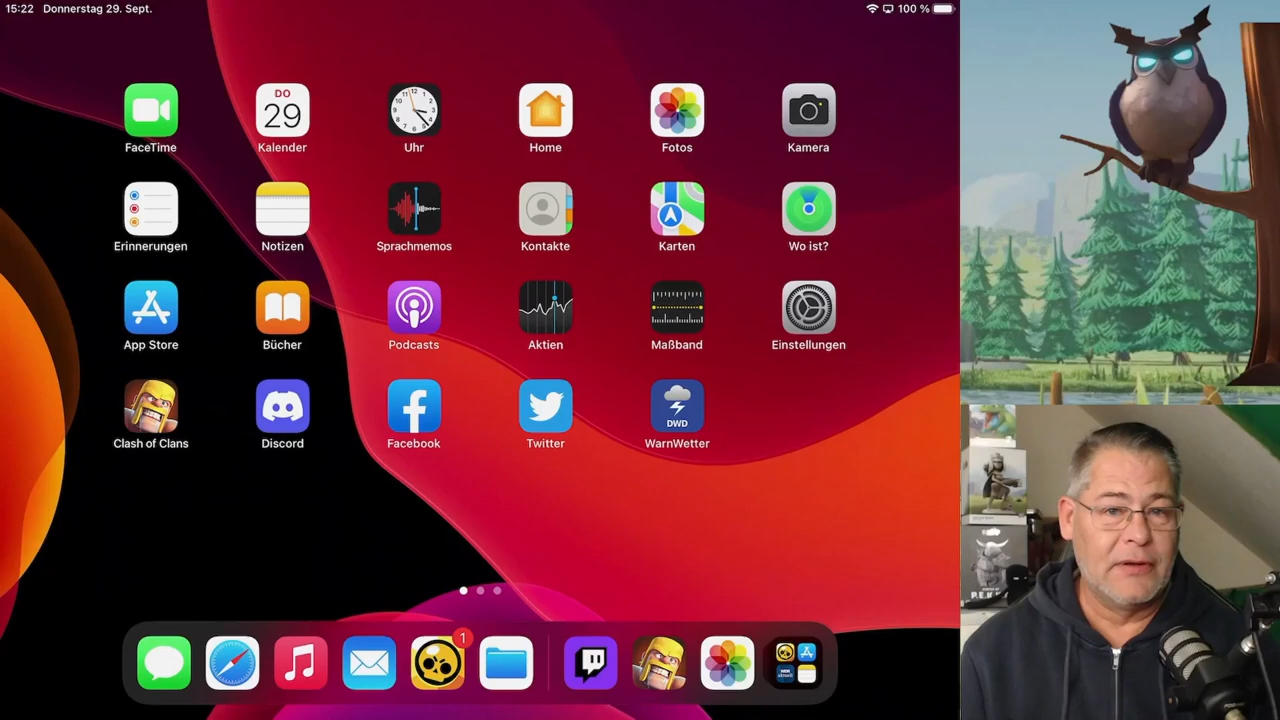 15:22 Donnerstag 29. Sept.
100 %
DO
29
FaceTime
Kalender
Uhr
Home
Fotos
Kamera
Erinnerungen
Notizen
Sprachmemos
Kontakte
Karten
Wo ist?
App Store
Bücher
Podcasts
Aktien
Maßband
Einstellungen
DWD
Clash of Clans
Discord
Facebook
Twitter
WarnWetter
1